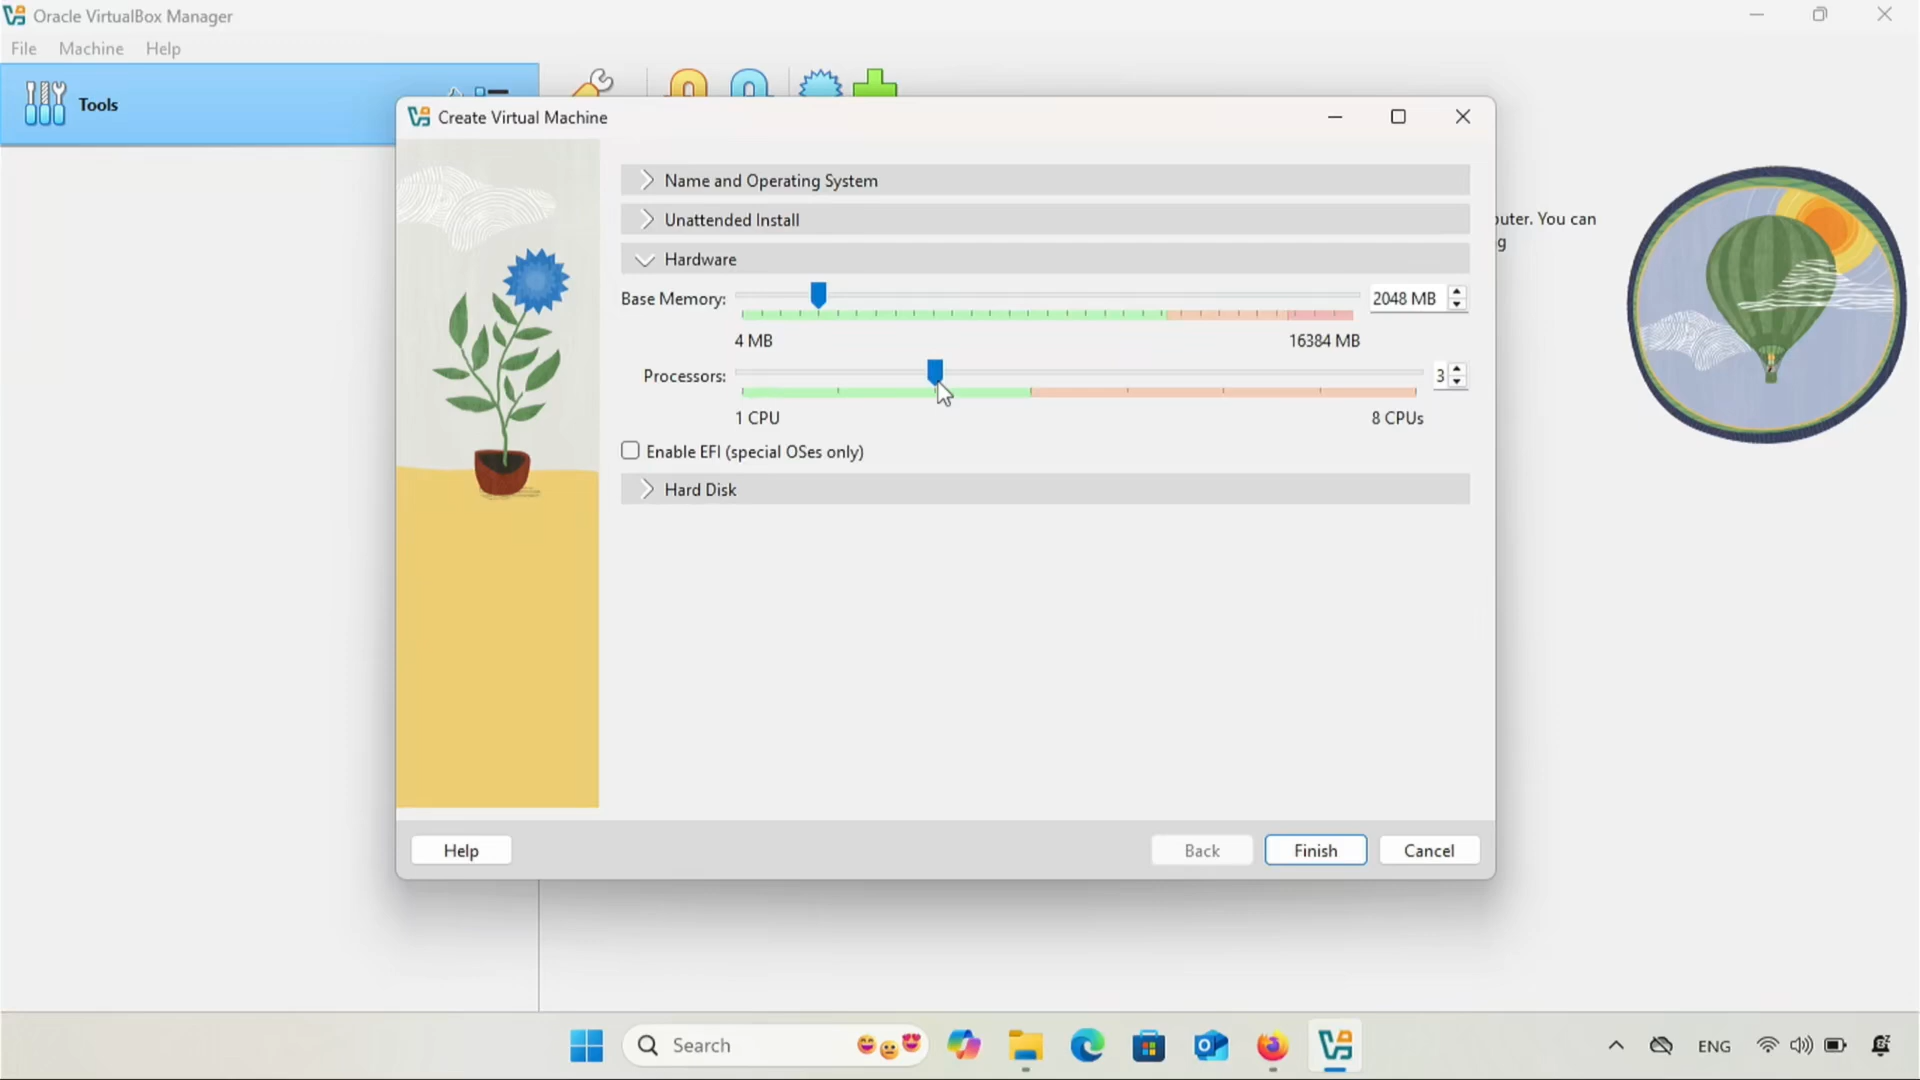 Oracle VirtualBox Manager
File Machine Help
Tools
Create Virtual Machine
Name and Operating System
puter. You can
Unattended Install
g
Hardware
Base Memory: 2048 MB
4 MB 16384 MB
Processors: 3
1 CPU 8 CPUs
Enable EFI (special OSes only)
Hard Disk
Help Back Finish Cancel
Search ENG